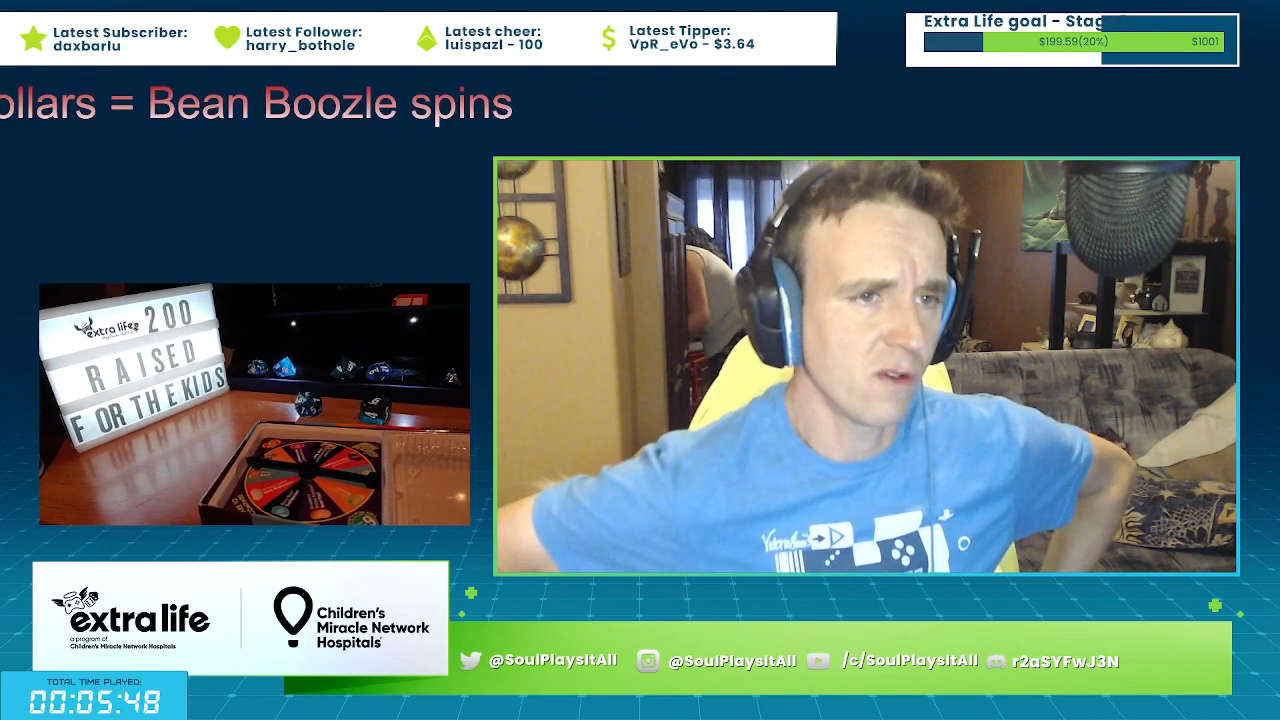 Latest Subscriber:
daxbarlu
Latest Follower:
harry_bothole
Latest cheer:
luispazl - 100
Latest Tipper:
VpR_eVo - $3.64
Extra Life goal - Stag
$199.59(20%)
$1001
ollars = Bean Boozle spins
extra life
200
RAISED
FOR THE KIDS
extralife
a program of
Children's Miracle Network Hospitals
Children's
Miracle Network
Hospitals
@SoulPlaysItAll
@SoulPlaysItAll
/c/SoulPlaysItAll
r2aSYFwJ3N
TOTAL TIME PLAYED:
00:05:48